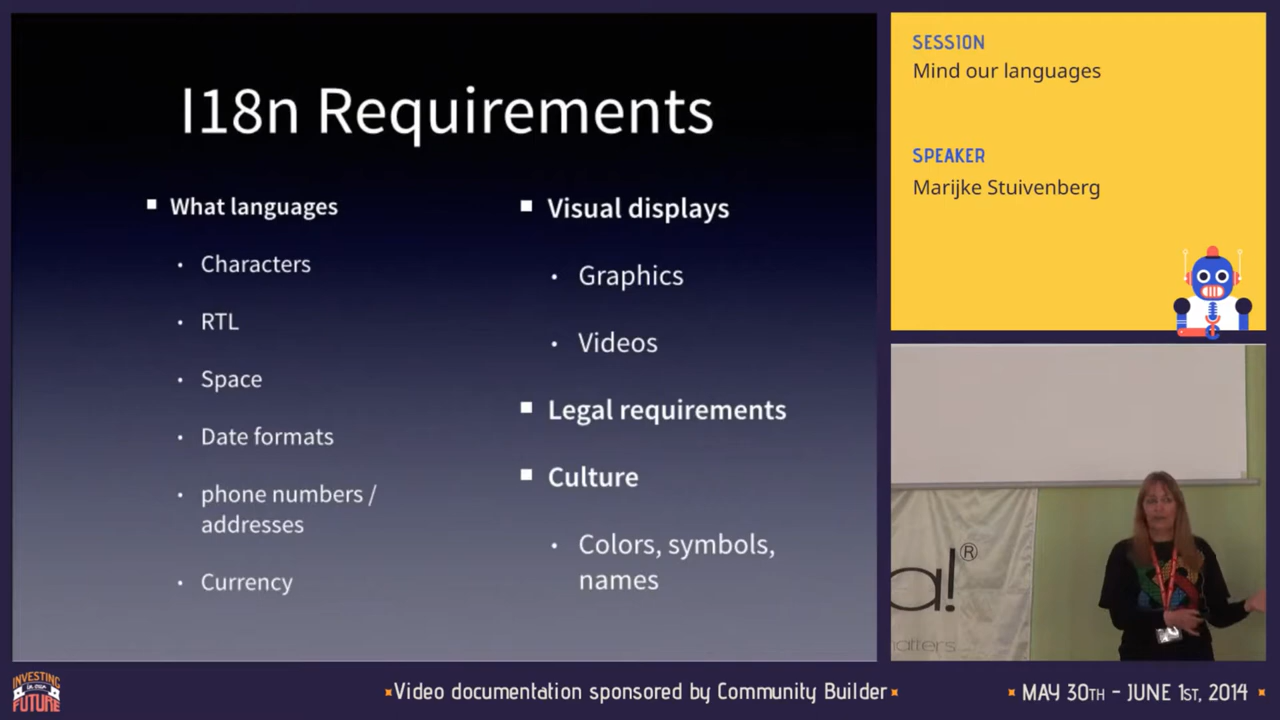 I18n Requirements
What languages
Characters
RTL
Space
Date formats
phone numbers /
addresses
Currency
Visual displays
Graphics
Videos
Legal requirements
Culture
Colors, symbols,
names
SESSION
Mind our languages
SPEAKER
Marijke Stuivenberg
a!®
matters
INVESTING
IN OUR
FUTURE
Video documentation sponsored by Community Builder
MAY 30TH - JUNE 1ST, 2014